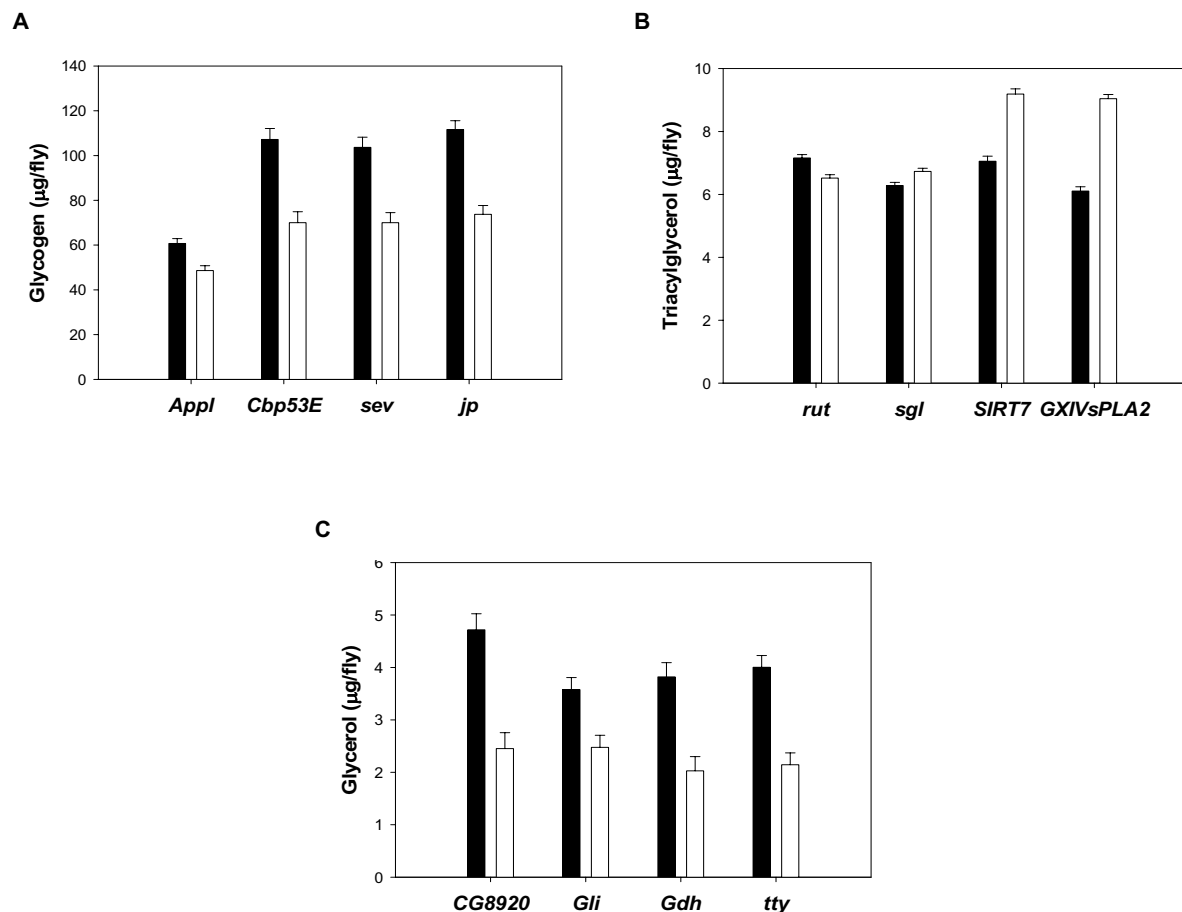 A
Glycogen (µg/fly)
140
120
100
80
60
40
20
0
Appl Cbp53E sev jp
B
Triacylglycerol (µg/fly)
10
8
6
4
2
0
rut sgl SIRT7 GXIVsPLA2
C
Glycerol (µg/fly)
6
5
4
3
2
1
0
CG8920 Gli Gdh tty